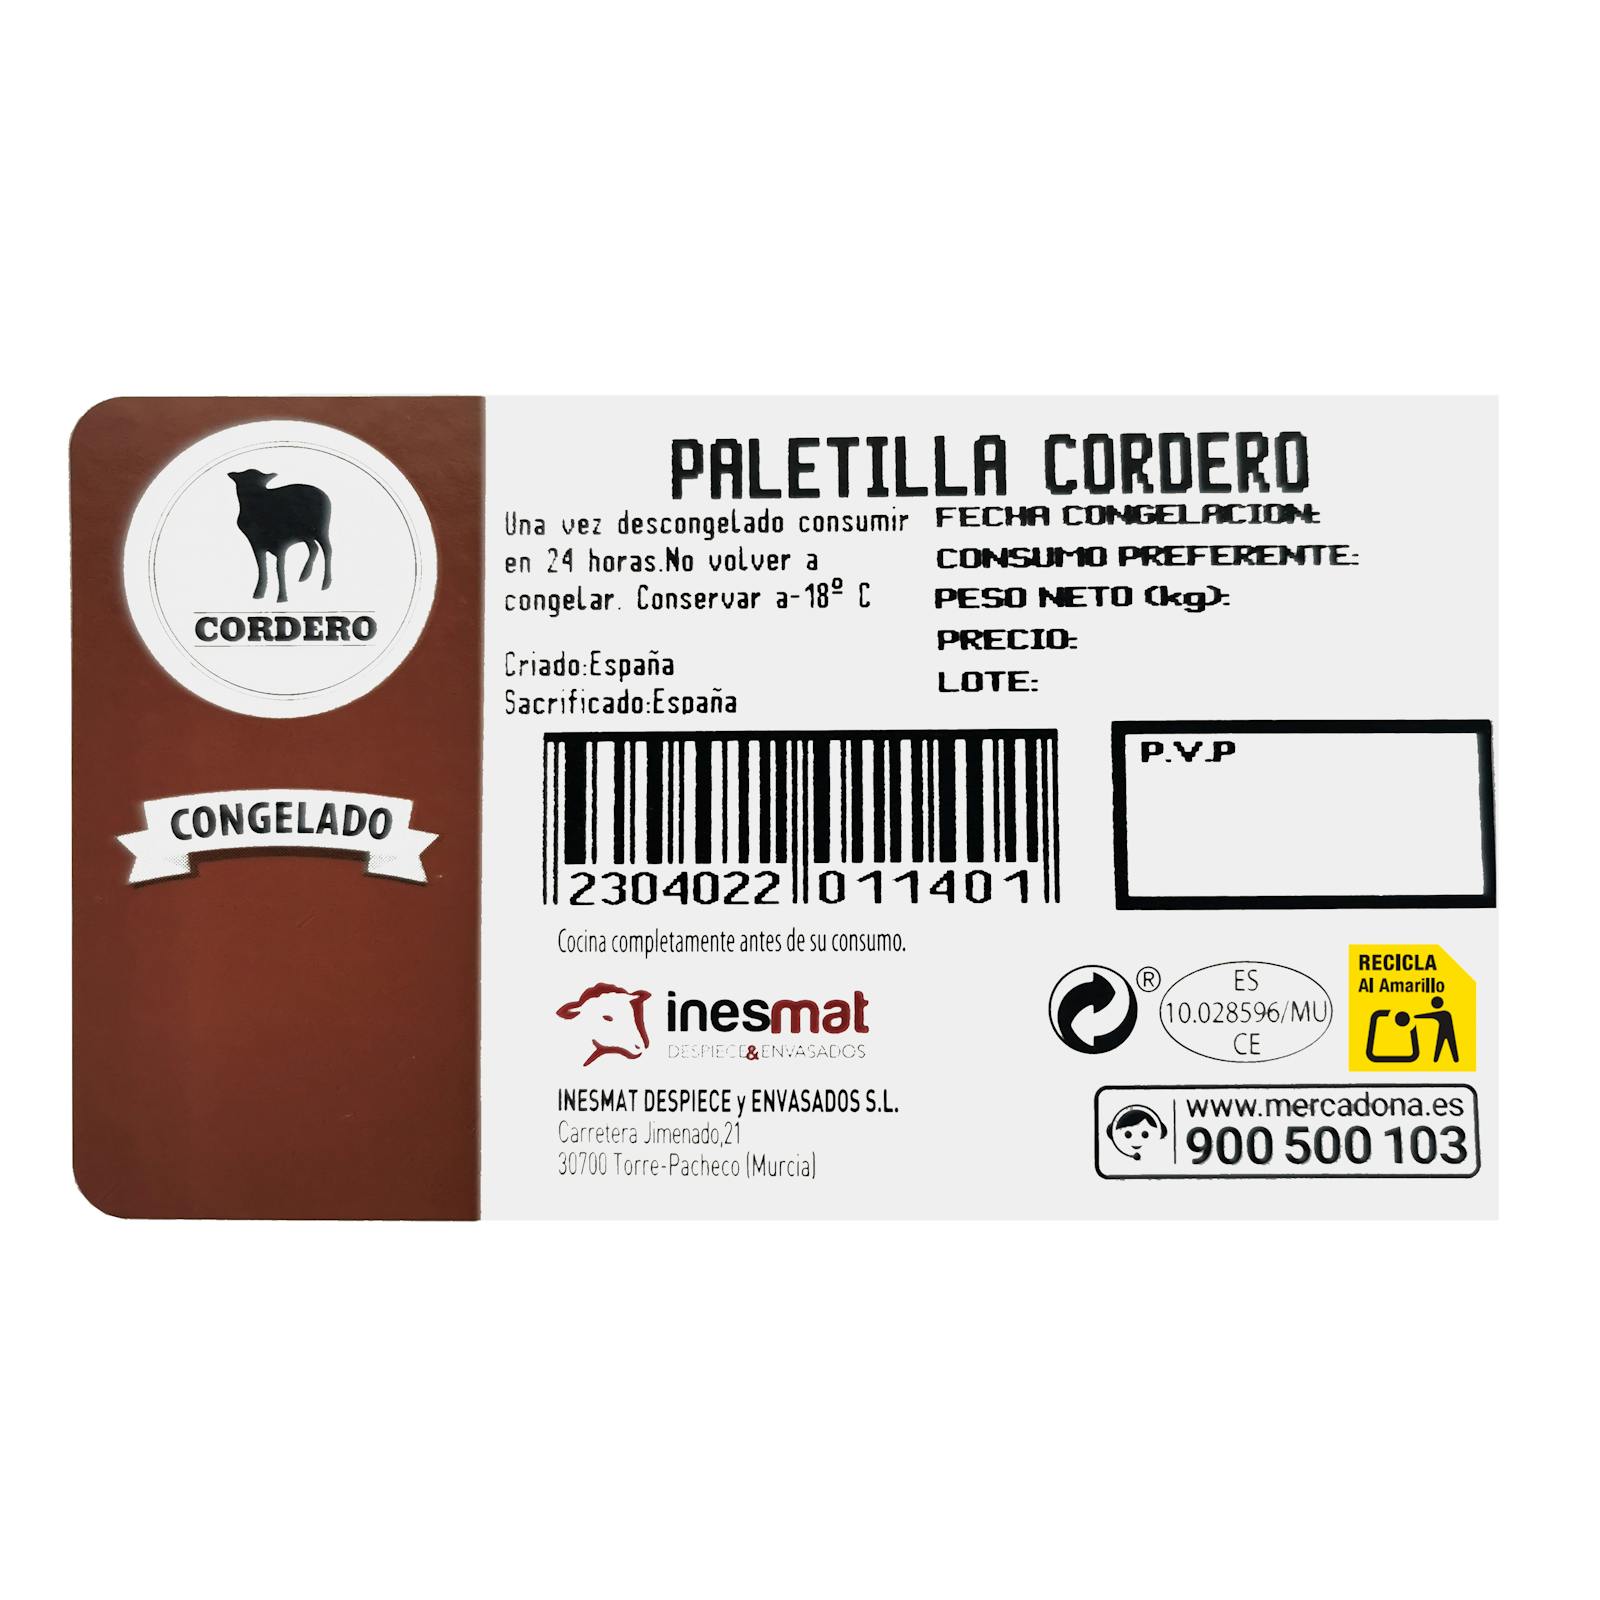 CORDERO
CONGELADO
PALETILLA CORDERO
Una vez descongelado consumir
en 24 horas.No volver a
congelar. Conservar a-18º C
Criado:España
Sacrificado:España
FECHA CONGELACION:
CONSUMO PREFERENTE:
PESO NETO (kg):
PRECIO:
LOTE:
P.V.P
2304022 011401
Cocina completamente antes de su consumo.
inesmat
DESPIECE&ENVASADOS
INESMAT DESPIECE y ENVASADOS S.L.
Carretera Jimenado,21
30700 Torre-Pacheco (Murcia)
®
ES
10.028596/MU
CE
RECICLA
Al Amarillo
www.mercadona.es
900 500 103